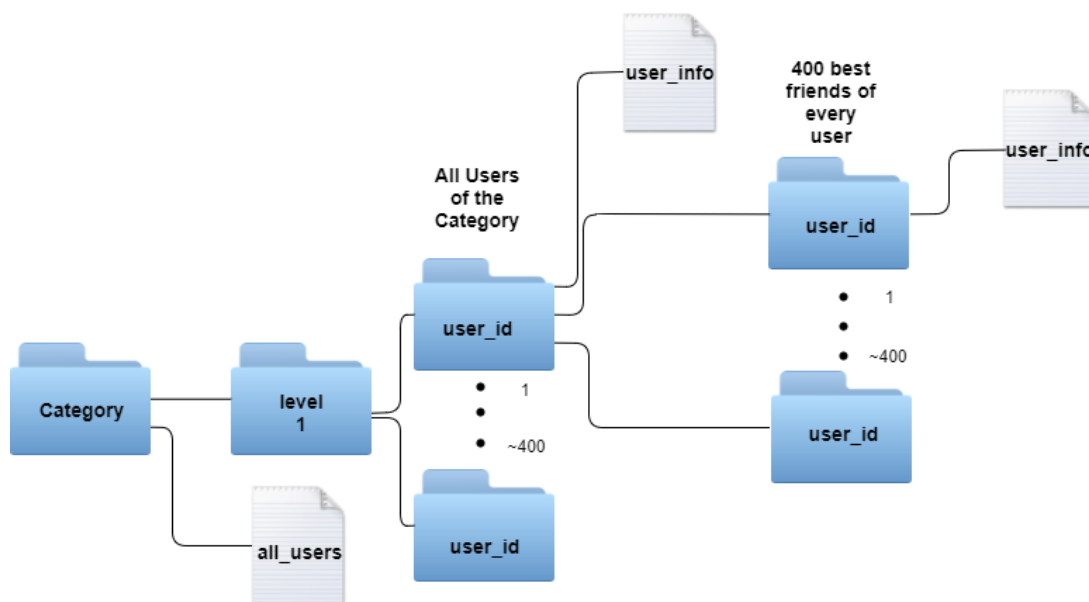 user_info
400 best
friends of
every
user
user_info
All Users
of the
Category
user_id
user_id
1
~400
user_id
Category
level
1
1
~400
user_id
user_id
all_users